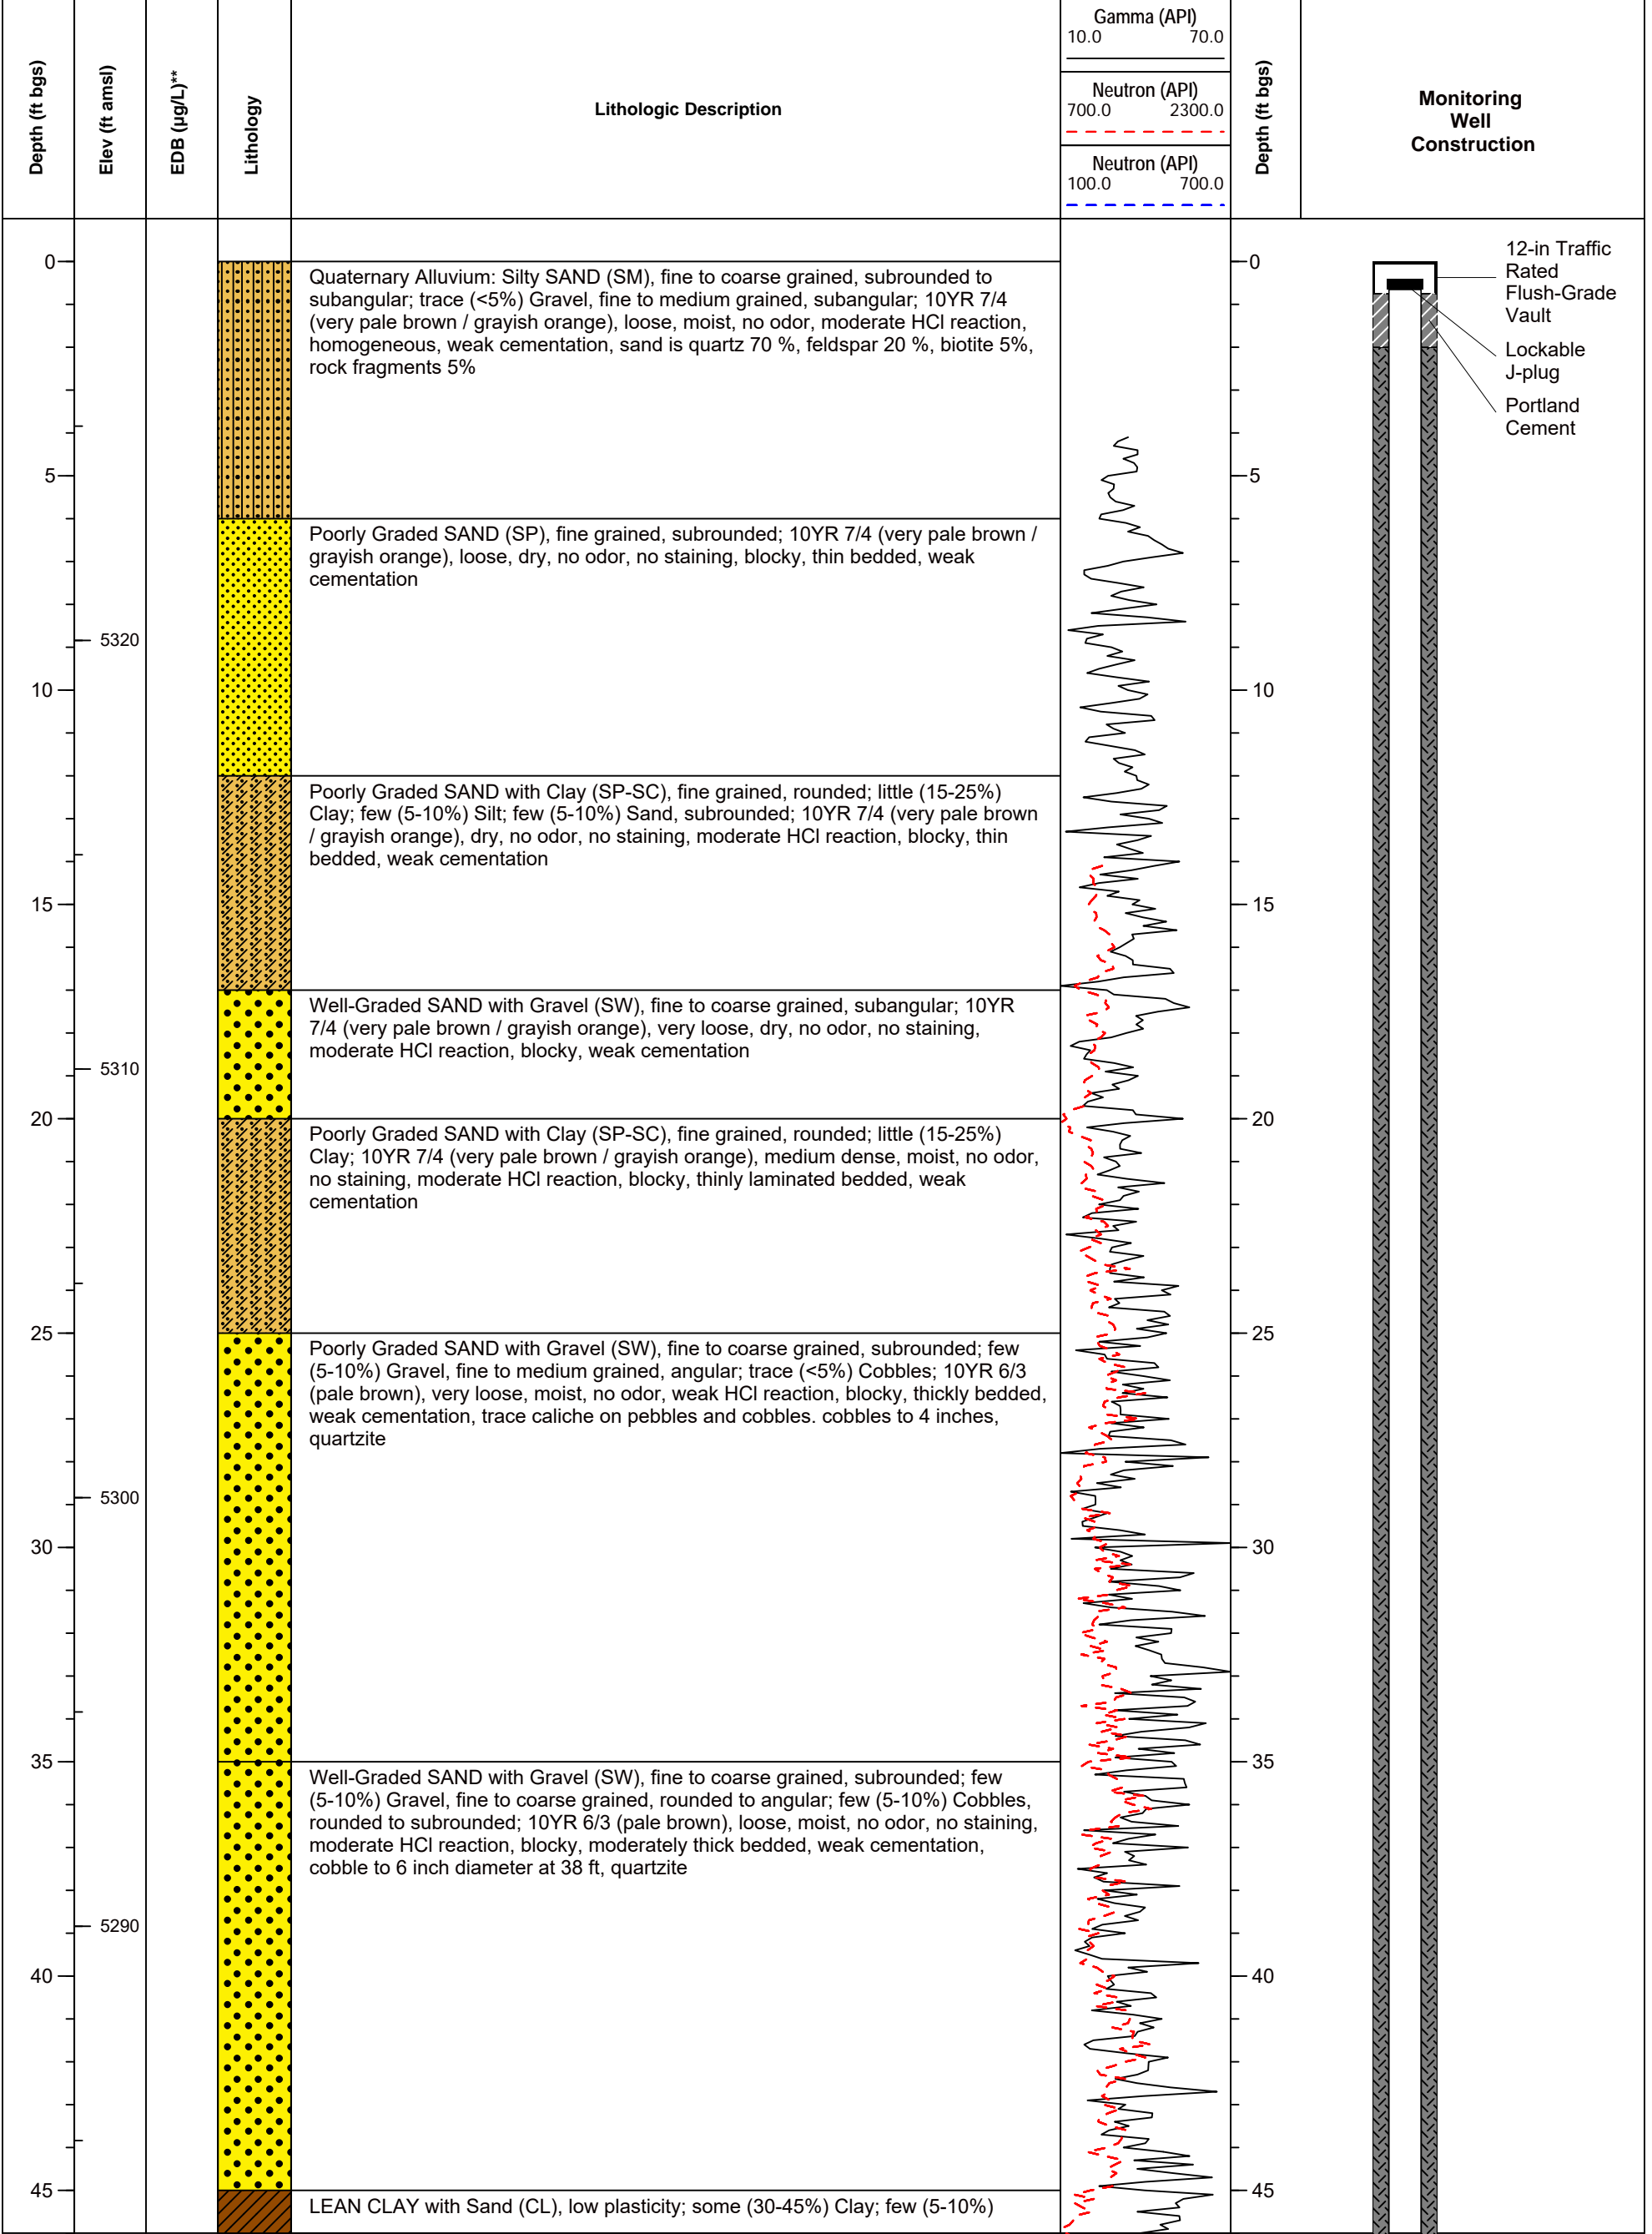 Depth (ft bgs)
Elev (ft amsl)
EDB (µg/L)**
Lithology
Lithologic Description
Gamma (API)
10.0 70.0
Neutron (API)
700.0 2300.0
Neutron (API)
100.0 700.0
Depth (ft bgs)
Monitoring
Well
Construction
0
Quaternary Alluvium: Silty SAND (SM), fine to coarse grained, subrounded to
subangular; trace (<5%) Gravel, fine to medium grained, subangular; 10YR 7/4
(very pale brown / grayish orange), loose, moist, no odor, moderate HCl reaction,
homogeneous, weak cementation, sand is quartz 70 %, feldspar 20 %, biotite 5%,
rock fragments 5%
0
12-in Traffic
Rated
Flush-Grade
Vault
Lockable
J-plug
Portland
Cement
5
5
Poorly Graded SAND (SP), fine grained, subrounded; 10YR 7/4 (very pale brown /
grayish orange), loose, dry, no odor, no staining, blocky, thin bedded, weak
cementation
5320
10
10
Poorly Graded SAND with Clay (SP-SC), fine grained, rounded; little (15-25%)
Clay; few (5-10%) Silt; few (5-10%) Sand, subrounded; 10YR 7/4 (very pale brown
/ grayish orange), dry, no odor, no staining, moderate HCl reaction, blocky, thin
bedded, weak cementation
15
15
Well-Graded SAND with Gravel (SW), fine to coarse grained, subangular; 10YR
7/4 (very pale brown / grayish orange), very loose, dry, no odor, no staining,
moderate HCl reaction, blocky, weak cementation
5310
20
20
Poorly Graded SAND with Clay (SP-SC), fine grained, rounded; little (15-25%)
Clay; 10YR 7/4 (very pale brown / grayish orange), medium dense, moist, no odor,
no staining, moderate HCl reaction, blocky, thinly laminated bedded, weak
cementation
25
25
Poorly Graded SAND with Gravel (SW), fine to coarse grained, subrounded; few
(5-10%) Gravel, fine to medium grained, angular; trace (<5%) Cobbles; 10YR 6/3
(pale brown), very loose, moist, no odor, weak HCl reaction, blocky, thickly bedded,
weak cementation, trace caliche on pebbles and cobbles. cobbles to 4 inches,
quartzite
5300
30
30
35
35
Well-Graded SAND with Gravel (SW), fine to coarse grained, subrounded; few
(5-10%) Gravel, fine to coarse grained, rounded to angular; few (5-10%) Cobbles,
rounded to subrounded; 10YR 6/3 (pale brown), loose, moist, no odor, no staining,
moderate HCl reaction, blocky, moderately thick bedded, weak cementation,
cobble to 6 inch diameter at 38 ft, quartzite
5290
40
40
45
45
LEAN CLAY with Sand (CL), low plasticity; some (30-45%) Clay; few (5-10%)